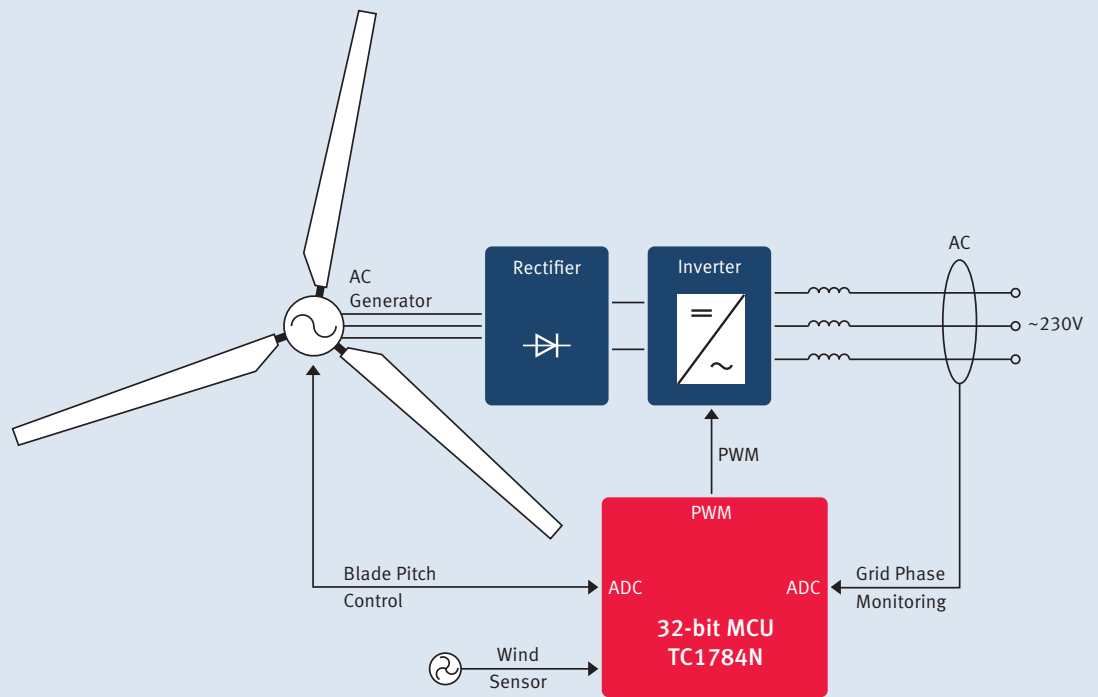 AC
Generator
Rectifier
Inverter
AC
~230V
PWM
PWM
Blade Pitch
Control
ADC
ADC
Grid Phase
Monitoring
32-bit MCU
TC1784N
Wind
Sensor